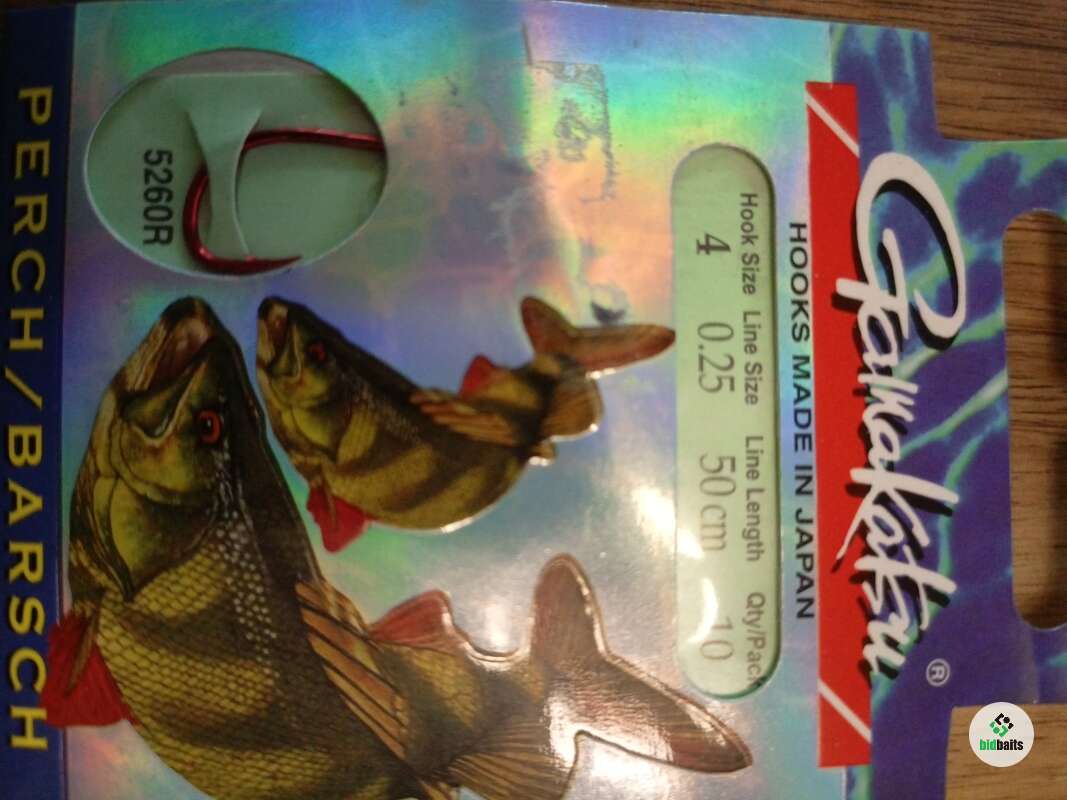 Gamakatsu®
HOOKS MADE IN JAPAN
Hook Size Line Size Line Length Qty/Pack
4 0.25 50cm 10
5260R
PERCH/BARSCH
bidbaits